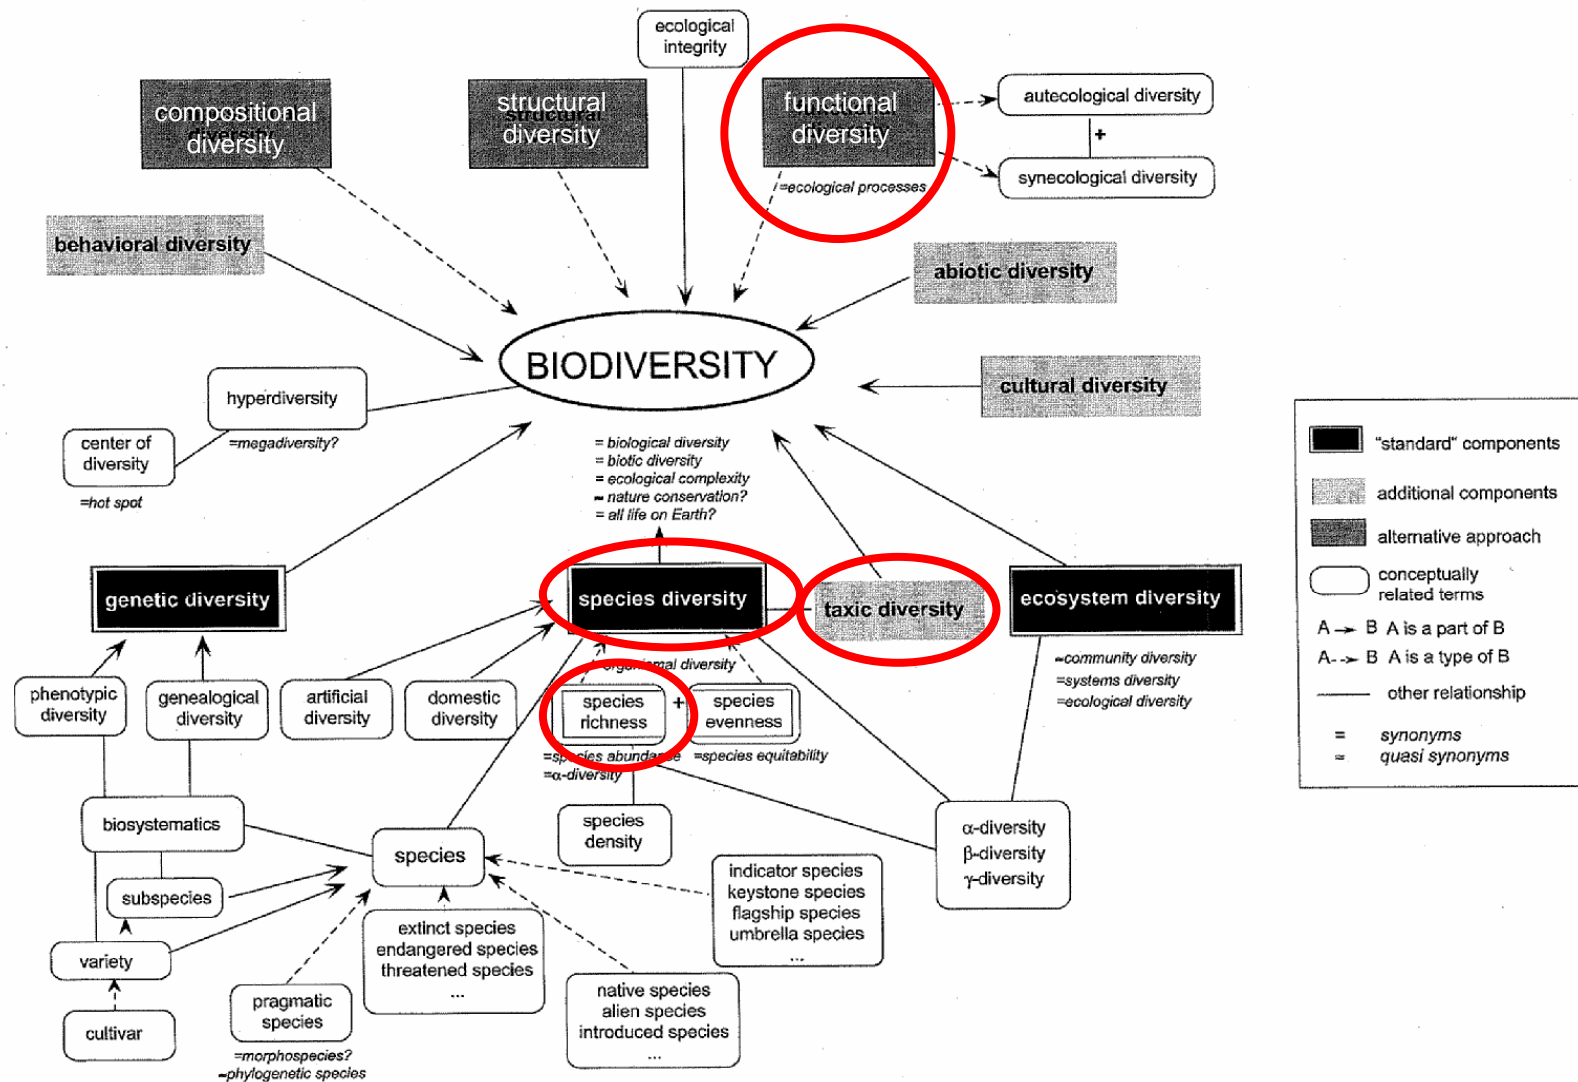 ecological
integrity
compositional
diversity
structural
diversity
functional
diversity
=ecological processes
autecological diversity
+
synecological diversity
behavioral diversity
abiotic diversity
BIODIVERSITY
cultural diversity
hyperdiversity
=megadiversity?
center of
diversity
=hot spot
= biological diversity
= biotic diversity
= ecological complexity
≈ nature conservation?
= all life on Earth?
"standard" components
additional components
alternative approach
conceptually
related terms
A → B A is a part of B
A --> B A is a type of B
other relationship
= synonyms
≈ quasi synonyms
genetic diversity
species diversity
taxic diversity
ecosystem diversity
organismal diversity
≈community diversity
=systems diversity
=ecological diversity
phenotypic
diversity
genealogical
diversity
artificial
diversity
domestic
diversity
species
richness
+
species
evenness
=species abundance
=α-diversity
=species equitability
biosystematics
species
species
density
α-diversity
β-diversity
γ-diversity
subspecies
variety
cultivar
pragmatic
species
=morphospecies?
≈phylogenetic species
extinct species
endangered species
threatened species
...
native species
alien species
introduced species
...
indicator species
keystone species
flagship species
umbrella species
...